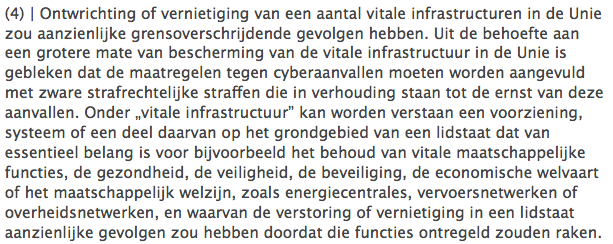 (4) | Ontwrichting of vernietiging van een aantal vitale infrastructuren in de Unie
zou aanzienlijke grensoverschrijdende gevolgen hebben. Uit de behoefte aan
een grotere mate van bescherming van de vitale infrastructuur in de Unie is
gebleken dat de maatregelen tegen cyberaanvallen moeten worden aangevuld
met zware strafrechtelijke straffen die in verhouding staan tot de ernst van deze
aanvallen. Onder „vitale infrastructuur” kan worden verstaan een voorziening,
systeem of een deel daarvan op het grondgebied van een lidstaat dat van
essentieel belang is voor bijvoorbeeld het behoud van vitale maatschappelijke
functies, de gezondheid, de veiligheid, de beveiliging, de economische welvaart
of het maatschappelijk welzijn, zoals energiecentrales, vervoersnetwerken of
overheidsnetwerken, en waarvan de verstoring of vernietiging in een lidstaat
aanzienlijke gevolgen zou hebben doordat die functies ontregeld zouden raken.